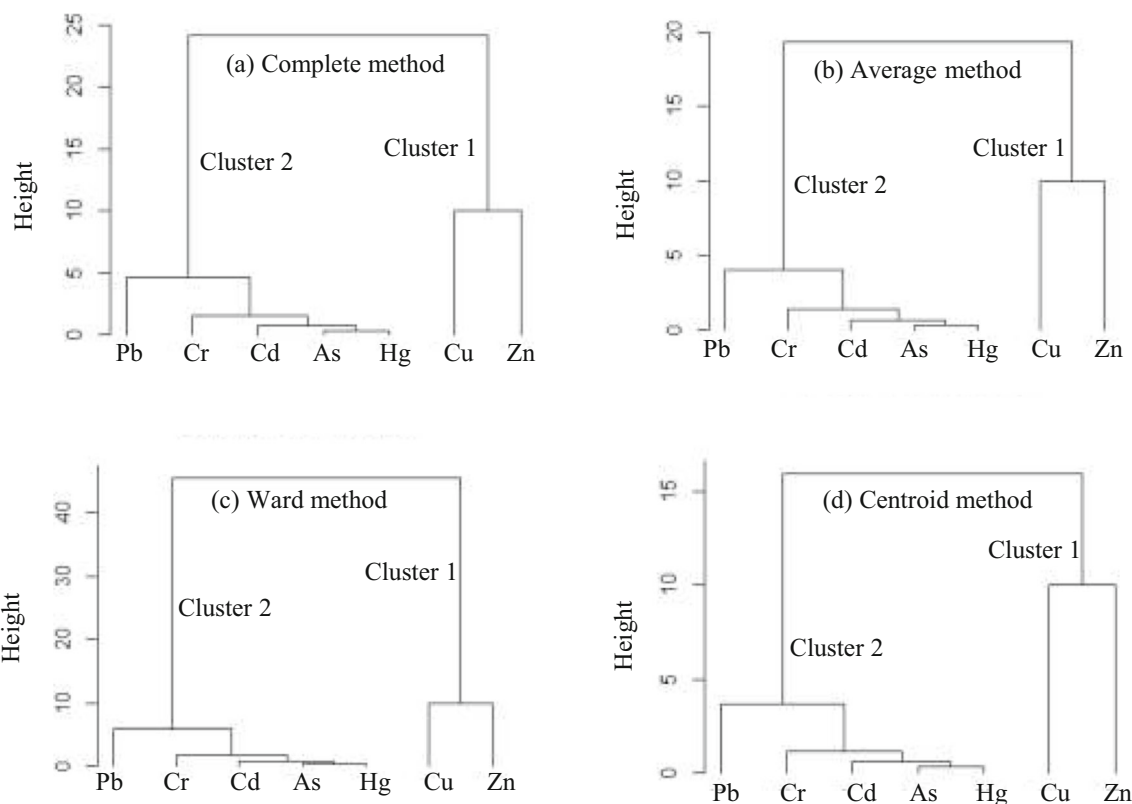 (a) Complete method
Cluster 1
Cluster 2
Height
0 5 10 15 20 25
Pb Cr Cd As Hg Cu Zn
(b) Average method
Cluster 1
Cluster 2
Height
0 5 10 15 20
Pb Cr Cd As Hg Cu Zn
(c) Ward method
Cluster 1
Cluster 2
Height
0 10 20 30 40
Pb Cr Cd As Hg Cu Zn
(d) Centroid method
Cluster 1
Cluster 2
Height
0 5 10 15
Pb Cr Cd As Hg Cu Zn